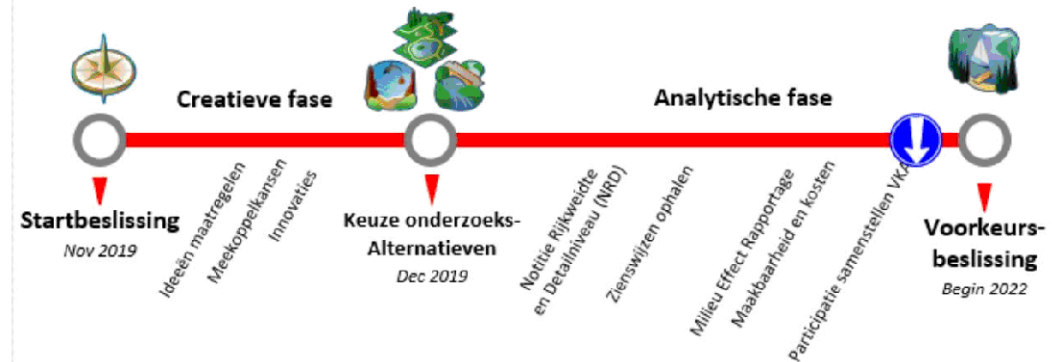 Creatieve fase
Analytische fase
Startbeslissing
Nov 2019
Ideeën maatregelen
Meekoppelkansen
Innovaties
Keuze onderzoeks-
Alternatieven
Dec 2019
Notitie Rijkweidte
en Detailniveau (NRD)
Zienswijzen ophalen
Milieu Effect Rapportage
Maakbaarheid en kosten
Participatie samenstellen VKA
Voorkeurs-
beslissing
Begin 2022